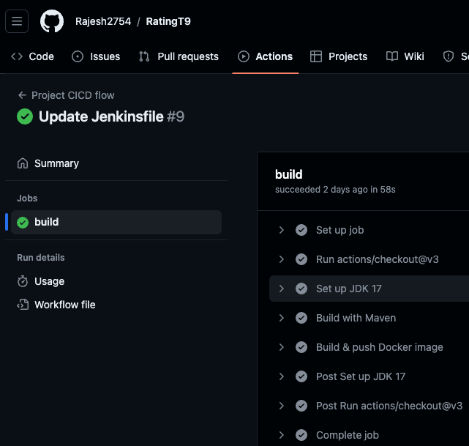 Rajesh2754 / RatingT9
Code Issues Pull requests Actions Projects Wiki
Project CICD flow
Update Jenkinsfile #9
Summary
Jobs
build
Run details
Usage
Workflow file
build
succeeded 2 days ago in 58s
Set up job
Run actions/checkout@v3
Set up JDK 17
Build with Maven
Build & push Docker image
Post Set up JDK 17
Post Run actions/checkout@v3
Complete job